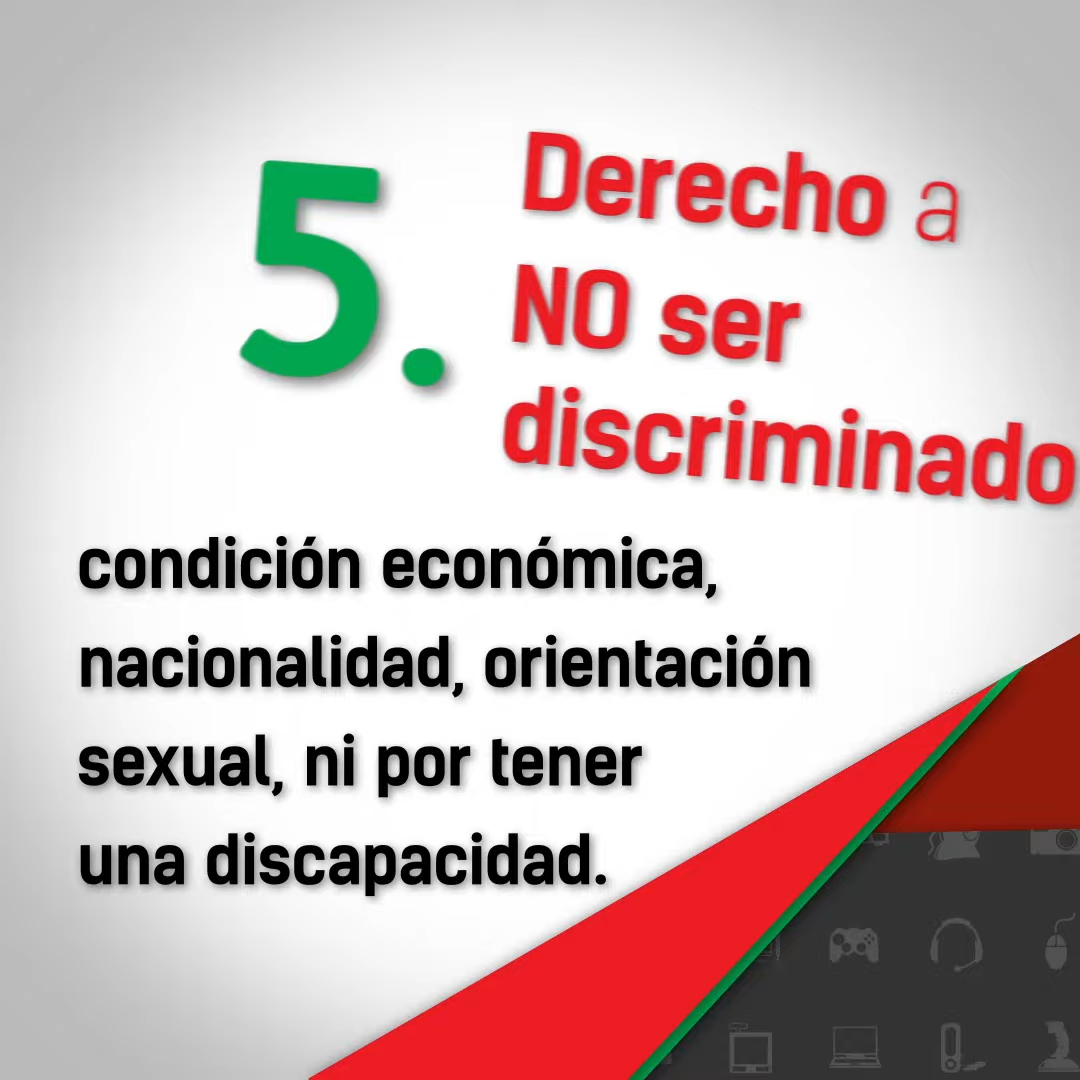 5.
Derecho a
NO ser
discriminado
condición económica,
nacionalidad, orientación
sexual, ni por tener
una discapacidad.